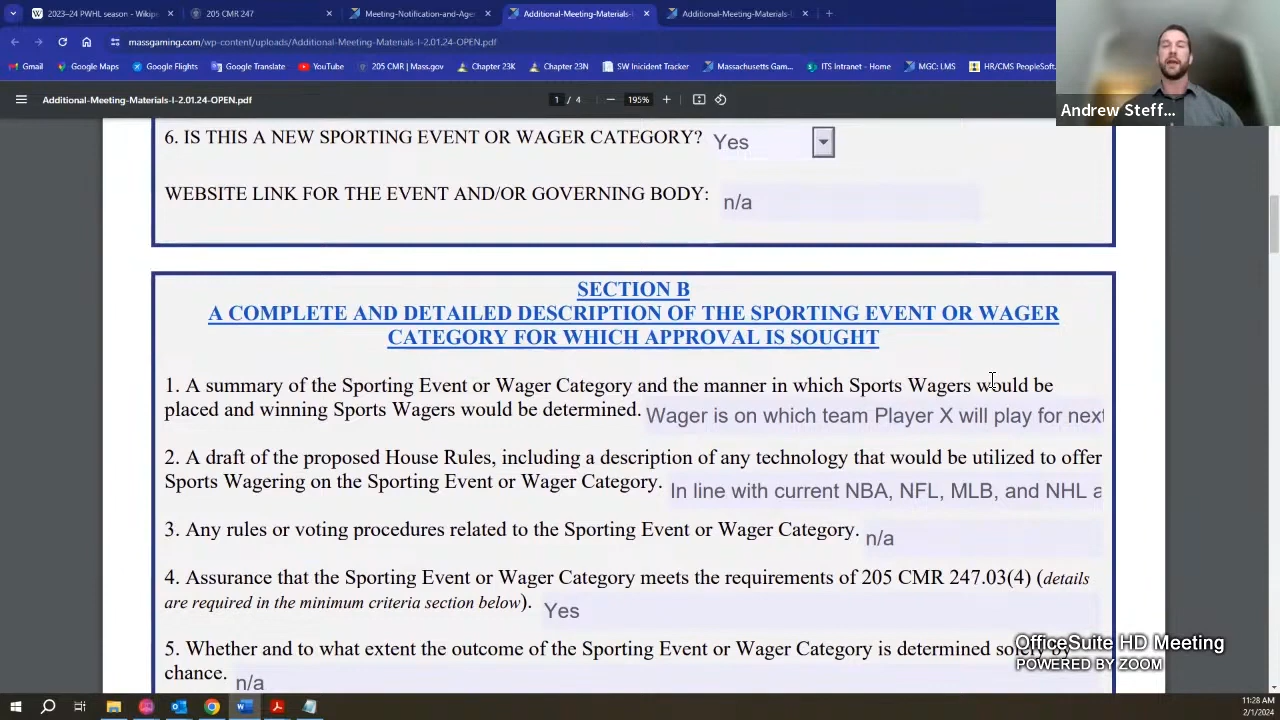 2023–24 PWHL season - Wikip
205 CMR 247
Meeting-Notification-and-Age
Additional-Meeting-Materials-I
Additional-Meeting-Materials-
massgaming.com/wp-content/uploads/Additional-Meeting-Materials-I-2.01.24-OPEN.pdf
Gmail
Google Maps
Google Flights
Google Translate
YouTube
205 CMR | Mass.gov
Chapter 23K
Chapter 23N
SW Incident Tracker
Massachusetts Gam...
ITS Intranet - Home
MGC: LMS
HR/CMS PeopleSoft
Andrew Steff...
Additional-Meeting-Materials-I-2.01.24-OPEN.pdf
1 / 4
195%
6. IS THIS A NEW SPORTING EVENT OR WAGER CATEGORY? Yes
WEBSITE LINK FOR THE EVENT AND/OR GOVERNING BODY: n/a
SECTION B
A COMPLETE AND DETAILED DESCRIPTION OF THE SPORTING EVENT OR WAGER
CATEGORY FOR WHICH APPROVAL IS SOUGHT
1. A summary of the Sporting Event or Wager Category and the manner in which Sports Wagers would be
placed and winning Sports Wagers would be determined. Wager is on which team Player X will play for next
2. A draft of the proposed House Rules, including a description of any technology that would be utilized to offer
Sports Wagering on the Sporting Event or Wager Category. In line with current NBA, NFL, MLB, and NHL a
3. Any rules or voting procedures related to the Sporting Event or Wager Category. n/a
4. Assurance that the Sporting Event or Wager Category meets the requirements of 205 CMR 247.03(4) (details
are required in the minimum criteria section below). Yes
5. Whether and to what extent the outcome of the Sporting Event or Wager Category is determined solely by
chance. n/a
OfficeSuite HD Meeting
POWERED BY ZOOM
11:28 AM
2/1/2024